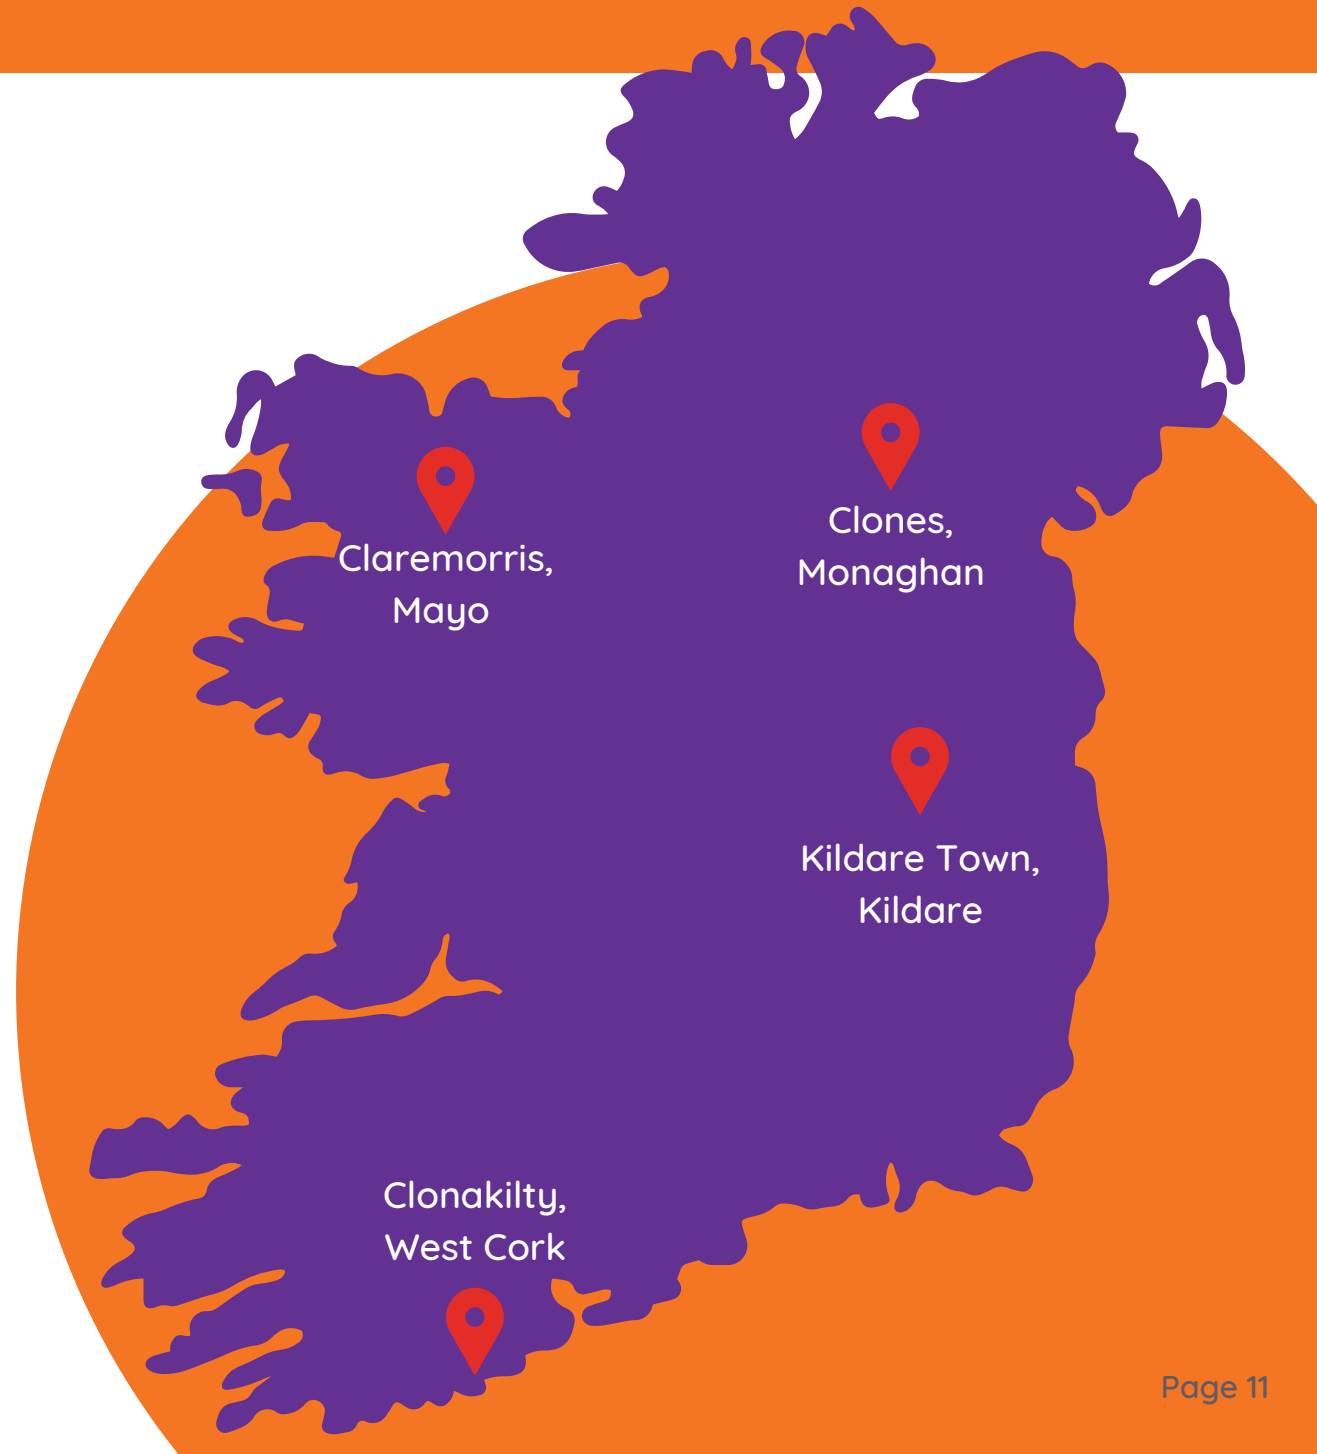 Clones,
Monaghan
Claremorris,
Mayo
Kildare Town,
Kildare
Clonakilty,
West Cork
Page 11